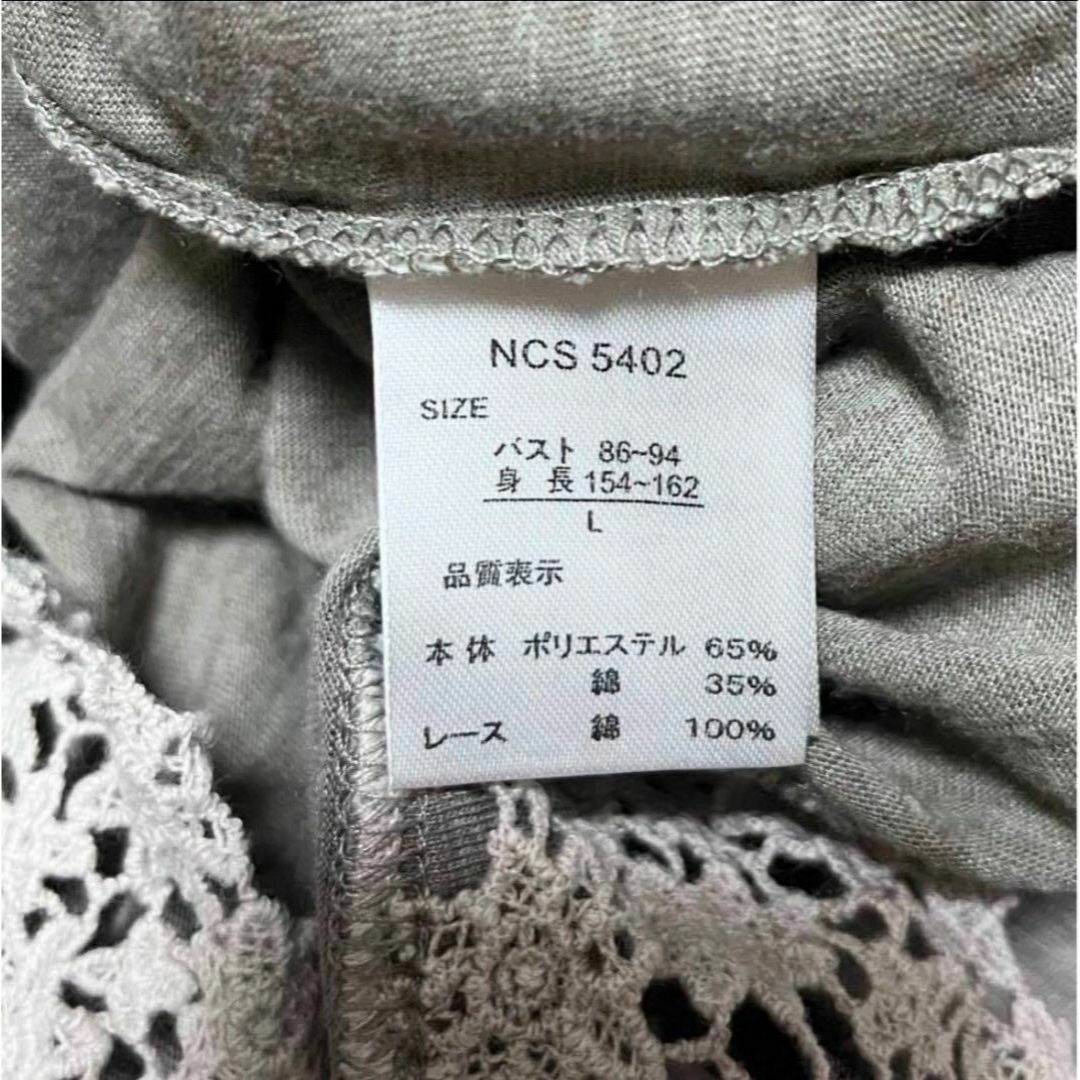 NCS 5402
SIZE
バスト 86~94
身 長 154~162
L
品質表示
本体 ポリエステル 65%
綿 35%
レース 綿 100%